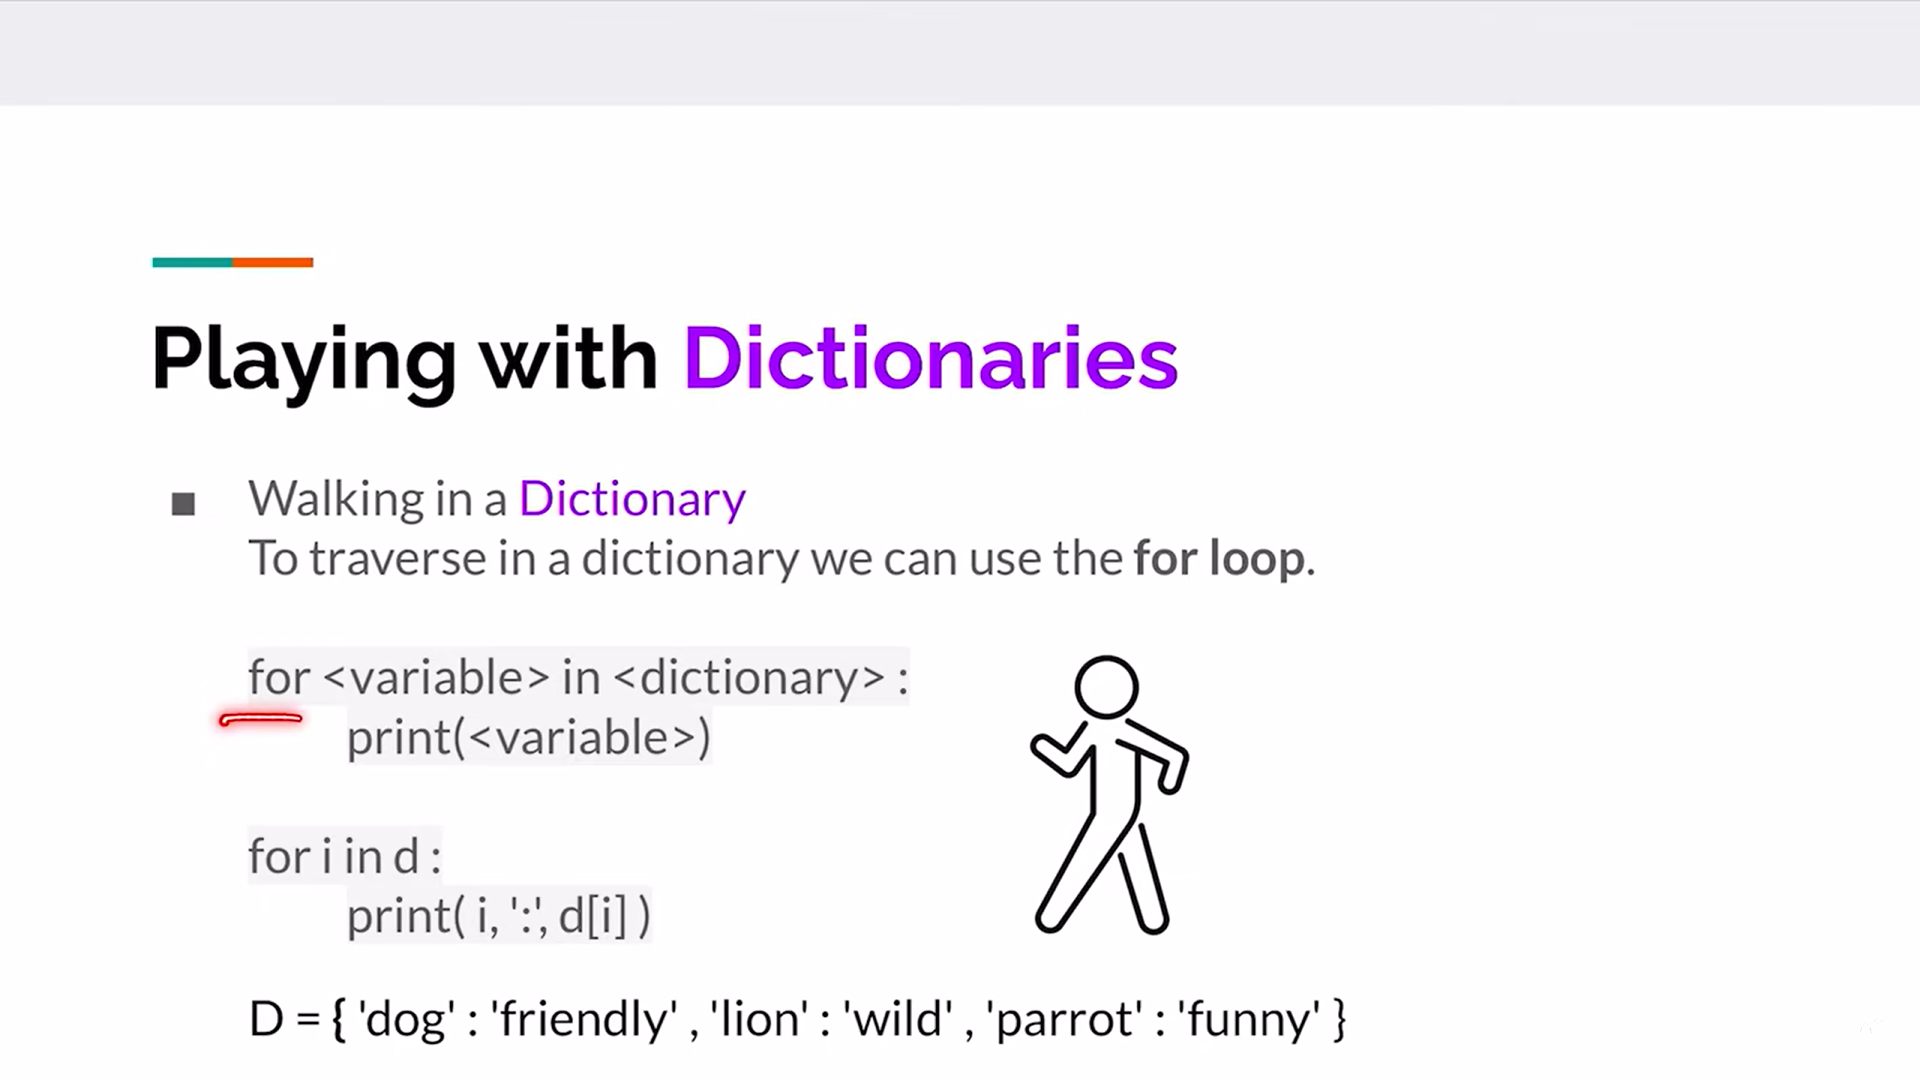 Playing with Dictionaries
■ Walking in a Dictionary
To traverse in a dictionary we can use the for loop.
for <variable> in <dictionary> :
print(<variable>)
for i in d :
print( i, ':', d[i] )
D = { 'dog' : 'friendly' , 'lion' : 'wild' , 'parrot' : 'funny' }